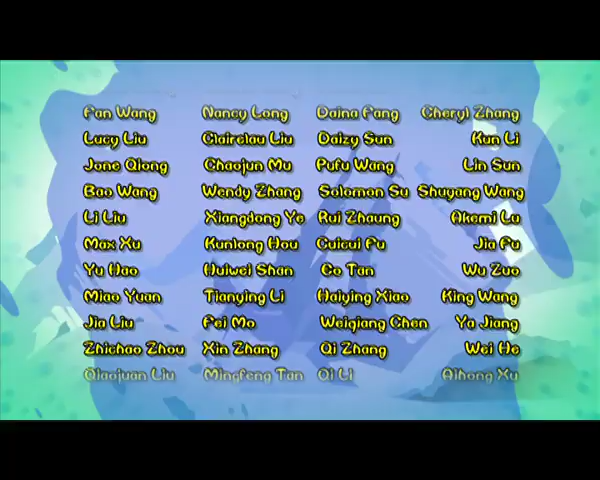 Fan Wang Nancy Long Daina Fang Cheryl Zhang
Lucy Liu Clairelau Liu Daizy Sun Kun Li
Jone Qiong Chaojun Mu Pufu Wang Lin Sun
Bao Wang Wendy Zhang Solomon Su Shuyang Wang
Li Liu Xiangdong Ye Rui Zhaung Akemi Lu
Max Xu Kunlong Hou Cuicui Fu Jia Fu
Yu Hao Huiwei Shan Co Tan Wu Zuo
Miao Yuan Tianying Li Haiying Xiao King Wang
Jia Liu Fei Mo Weiqiang Chen Ya Jiang
Zhichao Zhou Xin Zhang Qi Zhang Wei He
Qiaojuan Liu Mingfeng Tan Qi Li Aihong Xu